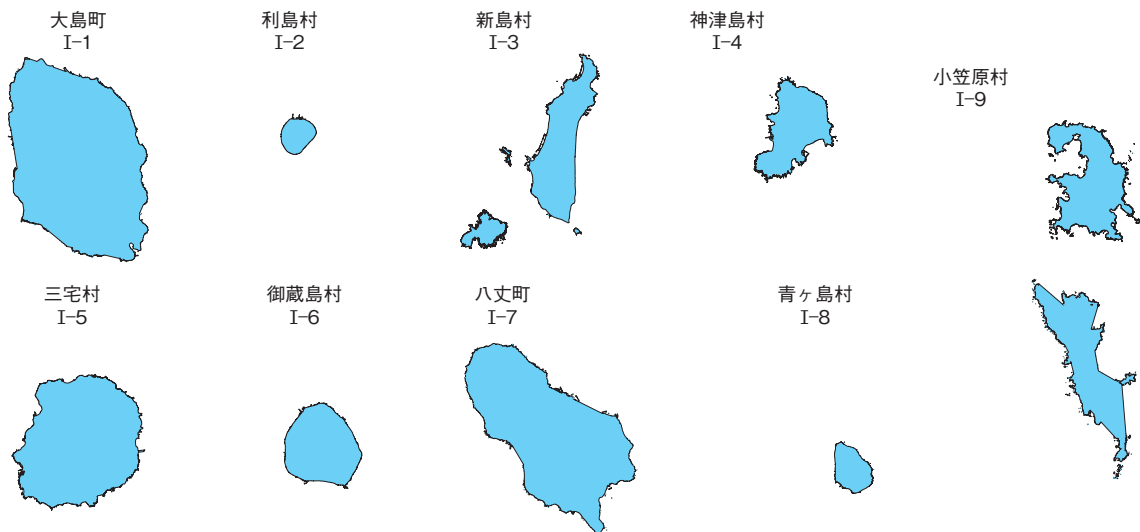 大島町
I-1
利島村
I-2
新島村
I-3
神津島村
I-4
小笠原村
I-9
三宅村
I-5
御蔵島村
I-6
八丈町
I-7
青ヶ島村
I-8